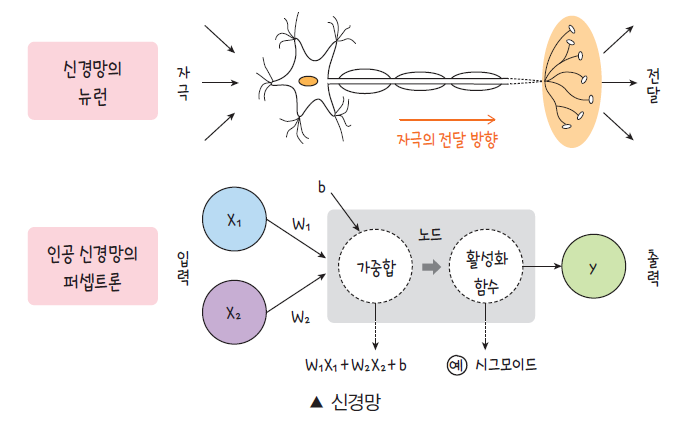 신경망의
뉴런
자극
전달
자극의 전달 방향
인공 신경망의
퍼셉트론
입력
X₁
X₂
W₁
W₂
b
노드
가중합
활성화
함수
y
출력
W₁X₁+W₂X₂+b
예 시그모이드
▲ 신경망